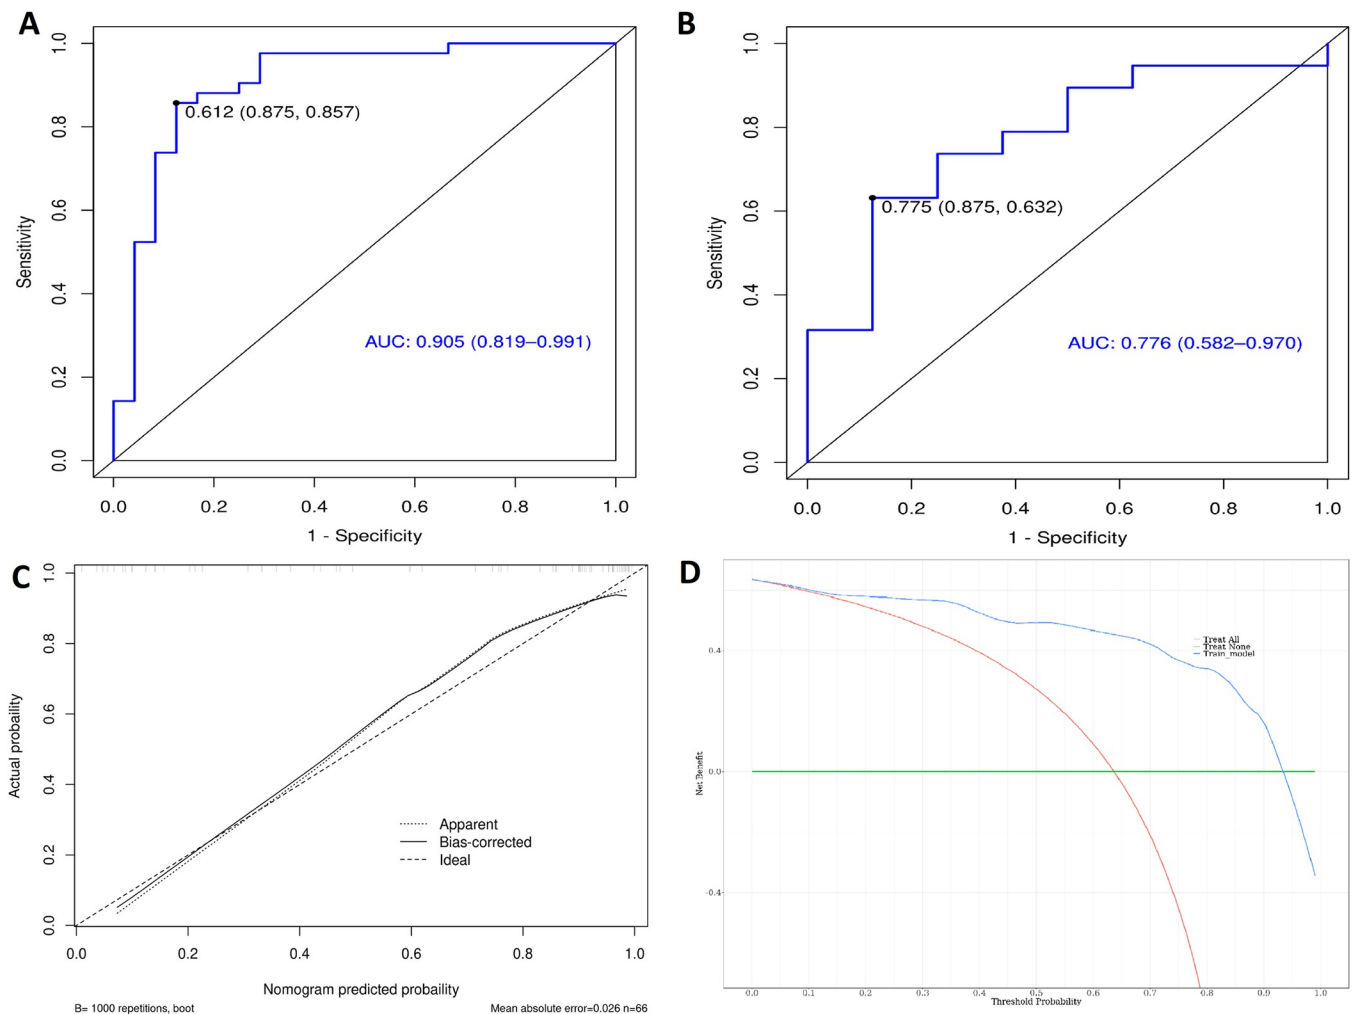 A
1.0
0.8
0.6
0.4
0.2
0.0
Sensitivity
0.612 (0.875, 0.857)
AUC: 0.905 (0.819–0.991)
0.0 0.2 0.4 0.6 0.8 1.0
1 - Specificity
B
1.0
0.8
0.6
0.4
0.2
0.0
Sensitivity
0.775 (0.875, 0.632)
AUC: 0.776 (0.582–0.970)
0.0 0.2 0.4 0.6 0.8 1.0
1 - Specificity
C
1.0
0.8
0.6
0.4
0.2
0.0
Actual probaility
Apparent
Bias-corrected
Ideal
0.0 0.2 0.4 0.6 0.8 1.0
Nomogram predicted probaility
B= 1000 repetitions, boot
Mean absolute error=0.026 n=66
D
0.4
0.0
-0.4
Net Benefit
Treat All
Treat None
Train_model
0.0 0.1 0.2 0.3 0.4 0.5 0.6 0.7 0.8 0.9 1.0
Threshold Probability